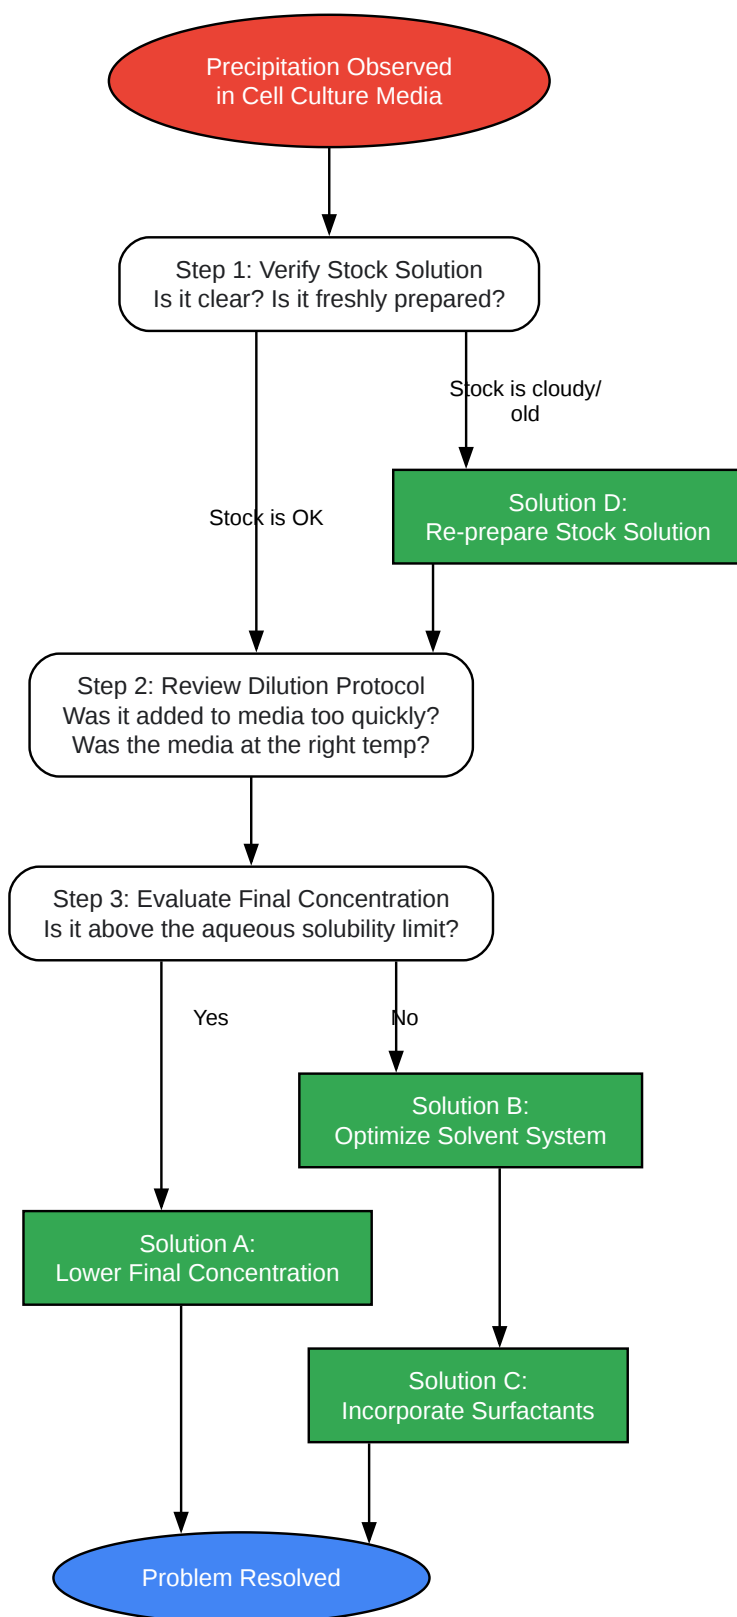 Precipitation Observed
in Cell Culture Media
Step 1: Verify Stock Solution
Is it clear? Is it freshly prepared?
Stock is cloudy/
old
Solution D:
Re-prepare Stock Solution
Stock is OK
Step 2: Review Dilution Protocol
Was it added to media too quickly?
Was the media at the right temp?
Step 3: Evaluate Final Concentration
Is it above the aqueous solubility limit?
Yes
No
Solution B:
Optimize Solvent System
Solution A:
Lower Final Concentration
Solution C:
Incorporate Surfactants
Problem Resolved